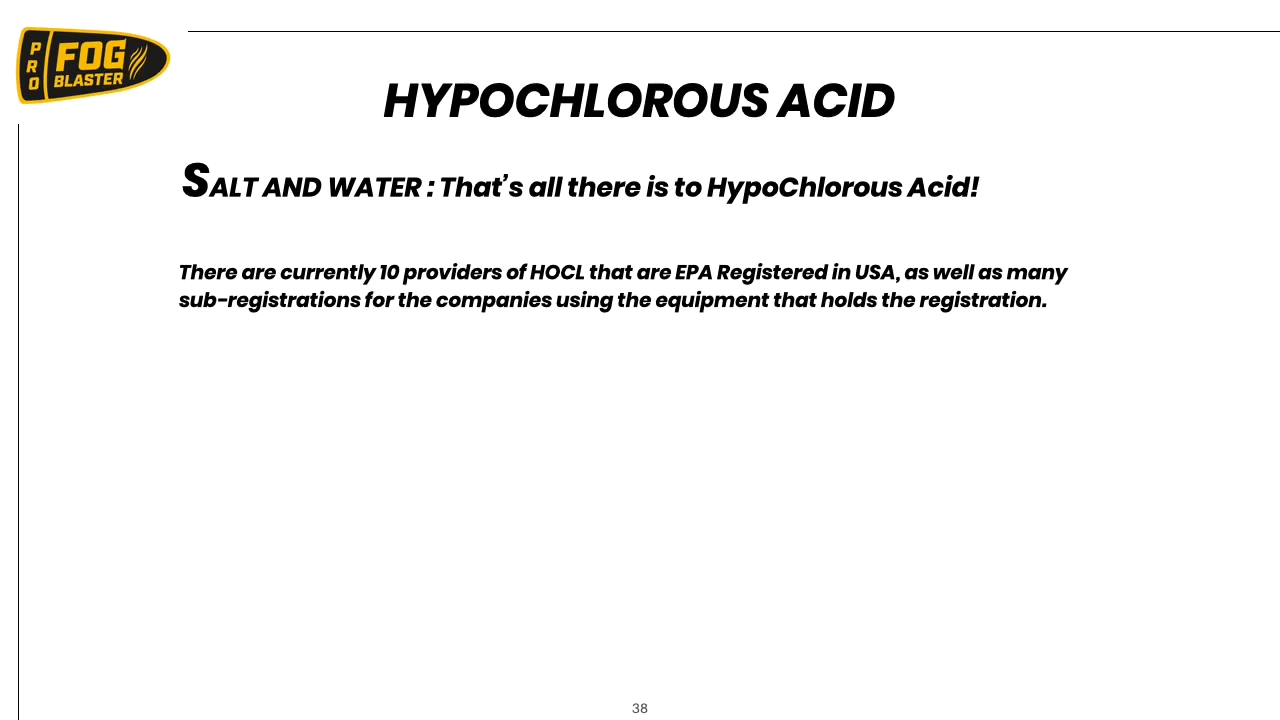 PRO
FOG
BLASTER
HYPOCHLOROUS ACID
SALT AND WATER : That’s all there is to HypoChlorous Acid!
There are currently 10 providers of HOCL that are EPA Registered in USA, as well as many
sub-registrations for the companies using the equipment that holds the registration.
38